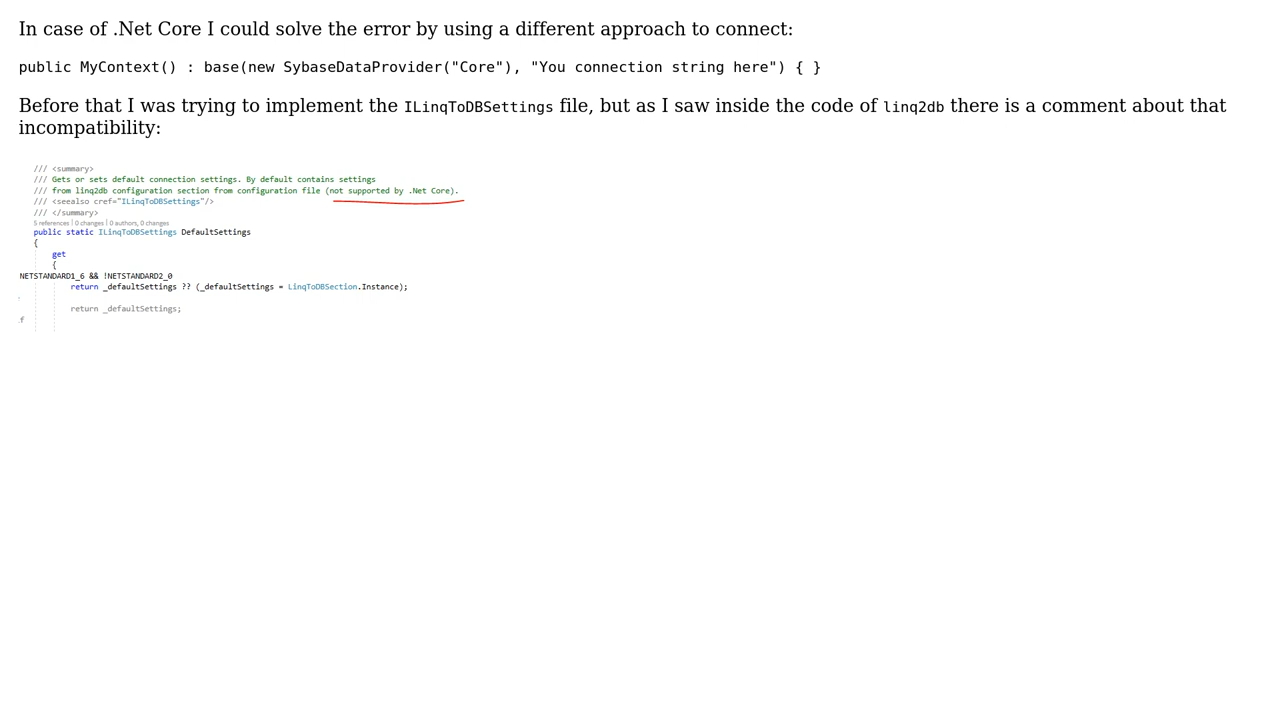 In case of .Net Core I could solve the error by using a different approach to connect:
public MyContext() : base(new SybaseDataProvider("Core"), "You connection string here") { }
Before that I was trying to implement the ILinqToDBSettings file, but as I saw inside the code of linq2db there is a comment about that
incompatibility:
/// <summary>
/// Gets or sets default connection settings. By default contains settings
/// from linq2db configuration section from configuration file (not supported by .Net Core).
/// <seealso cref="ILinqToDBSettings"/>
/// </summary>
5 references | 0 changes | 0 authors, 0 changes
public static ILinqToDBSettings DefaultSettings
{
get
{
NETSTANDARD1_6 && !NETSTANDARD2_0
return _defaultSettings ?? (_defaultSettings = LinqToDBSection.Instance);
return _defaultSettings;
f